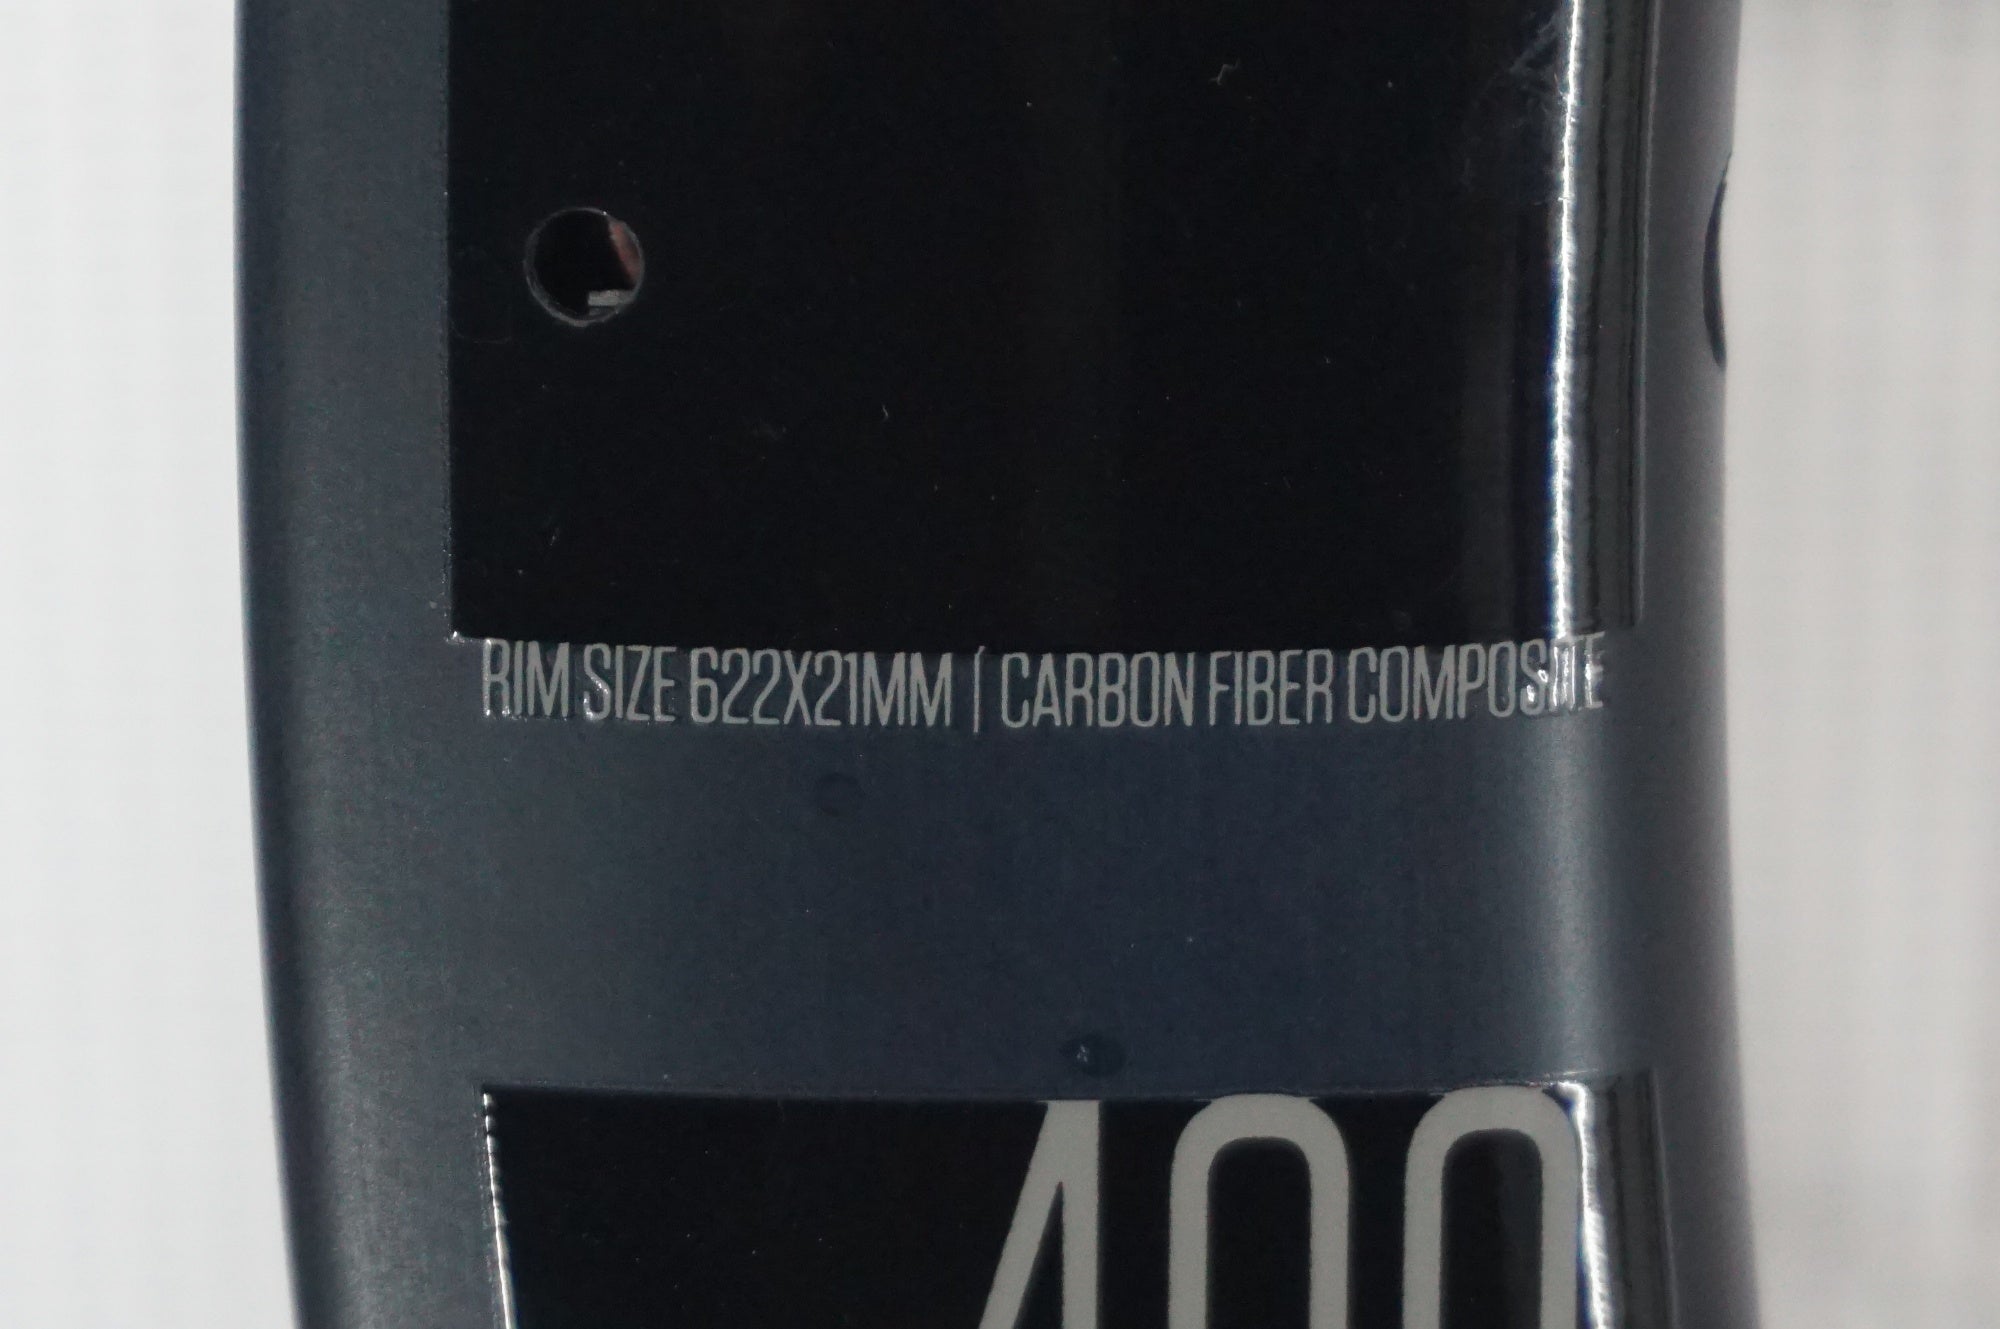 RIM SIZE 622X21MM | CARBON FIBER COMPOSITE
400